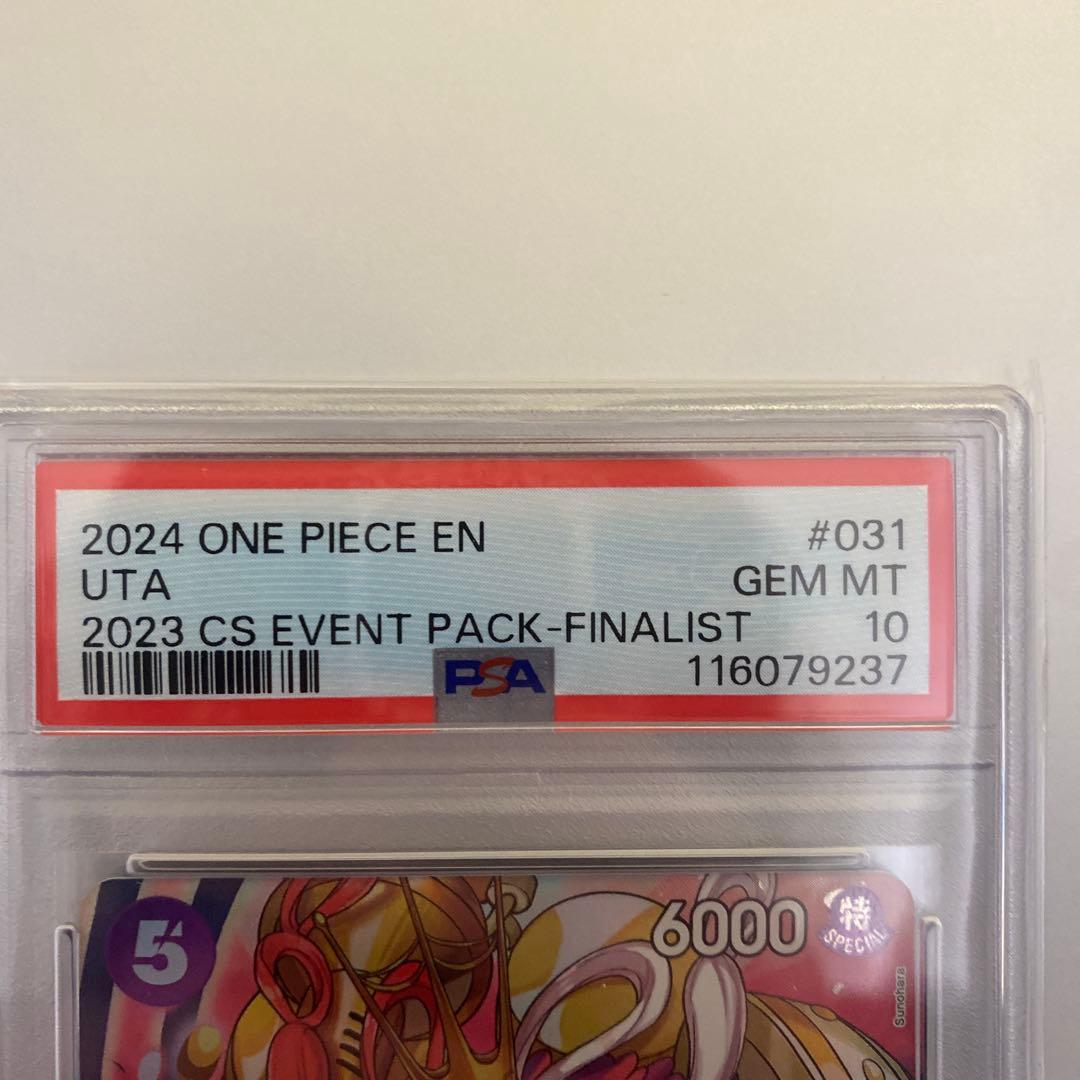 2024 ONE PIECE EN #031
UTA GEM MT
2023 CS EVENT PACK-FINALIST 10
PSA 116079237
5 6000 特
SPECIAL
Sunohara